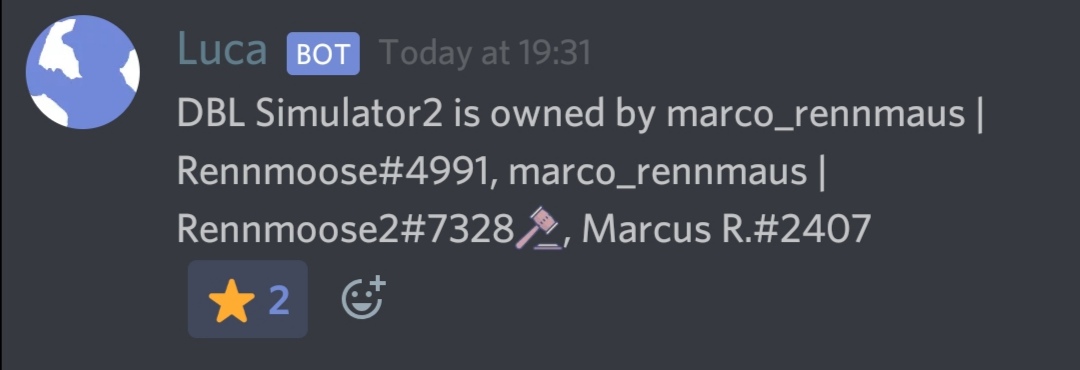 Luca BOT Today at 19:31
DBL Simulator2 is owned by marco_rennmaus |
Rennmoose#4991, marco_rennmaus |
Rennmoose2#7328, Marcus R.#2407
2